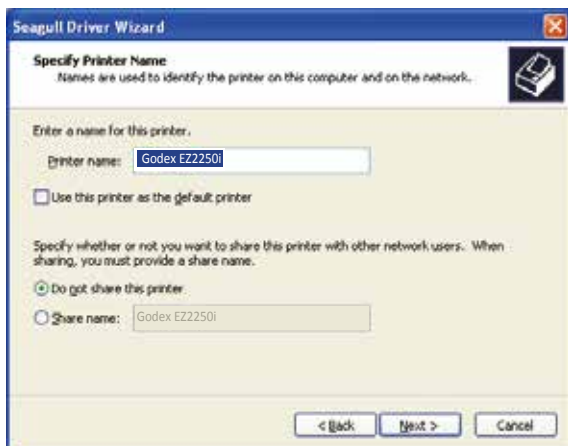 Seagull Driver Wizard
Specify Printer Name
Names are used to identify the printer on this computer and on the network.
Enter a name for this printer.
Printer name: Godex EZ2250i
Use this printer as the default printer
Specify whether or not you want to share this printer with other network users. When
sharing, you must provide a share name.
Do not share this printer
Share name: Godex EZ2250i
< Back Next > Cancel